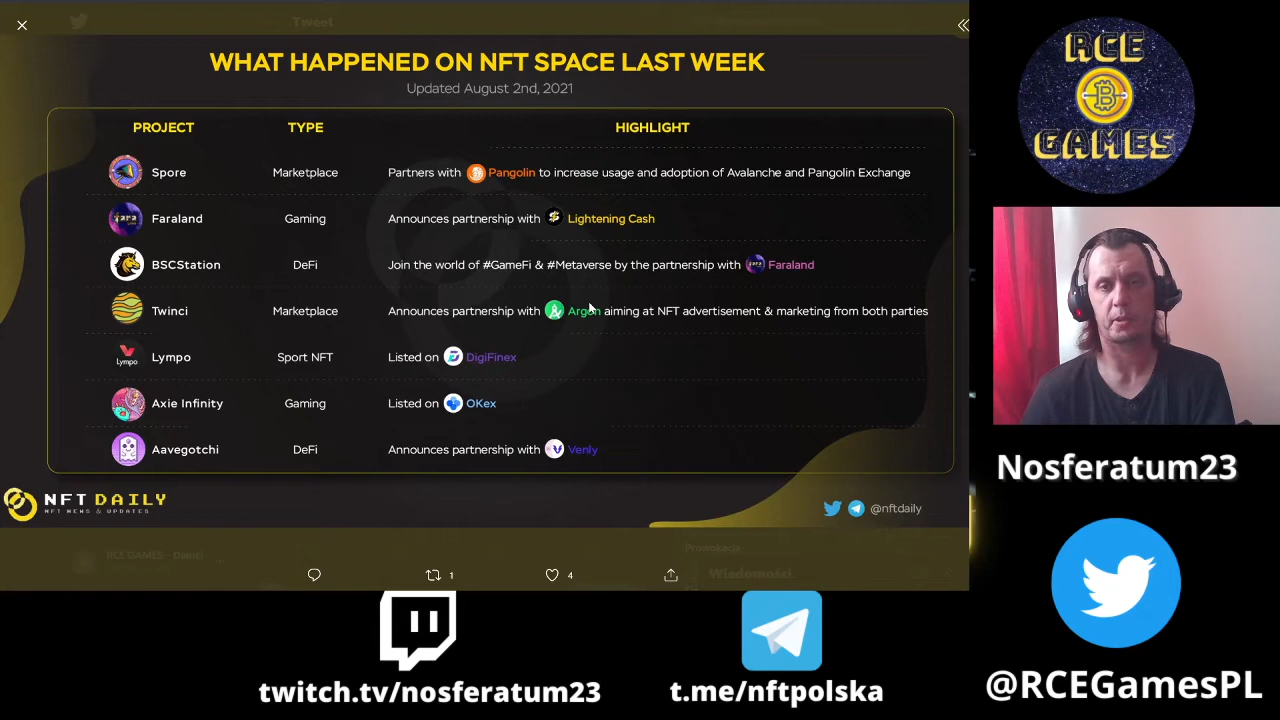 Tweet
WHAT HAPPENED ON NFT SPACE LAST WEEK
Updated August 2nd, 2021
PROJECT TYPE HIGHLIGHT
Spore Marketplace Partners with Pangolin to increase usage and adoption of Avalanche and Pangolin Exchange
Faraland Gaming Announces partnership with Lightening Cash
BSCStation DeFi Join the world of #GameFi & #Metaverse by the partnership with Faraland
Twinci Marketplace Announces partnership with Argon aiming at NFT advertisement & marketing from both parties
Lympo Lympo Sport NFT Listed on DigiFinex
Axie Infinity Gaming Listed on OKex
Aavegotchi DeFi Announces partnership with Venly
NFT DAILY
NFT NEWS & UPDATES
@nftdaily
Promokacja
Wiadomości
1
4
RCE
GAMES
Nosferatum23
twitch.tv/nosferatum23
t.me/nftpolska
@RCEGamesPL